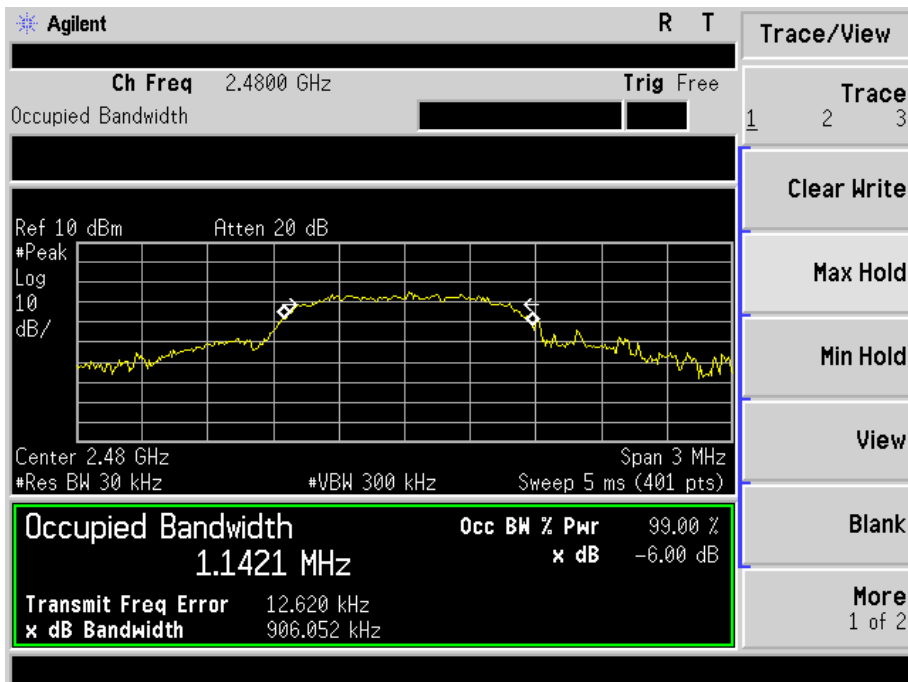 Agilent R T
Ch Freq 2.4800 GHz Trig Free
Occupied Bandwidth
Ref 10 dBm Atten 20 dB
#Peak
Log
10
dB/
Center 2.48 GHz Span 3 MHz
#Res BW 30 kHz #VBW 300 kHz Sweep 5 ms (401 pts)
Occupied Bandwidth Occ BW % Pwr 99.00 %
1.1421 MHz x dB -6.00 dB
Transmit Freq Error 12.620 kHz
x dB Bandwidth 906.052 kHz
Trace/View
Trace
1 2 3
Clear Write
Max Hold
Min Hold
View
Blank
More
1 of 2